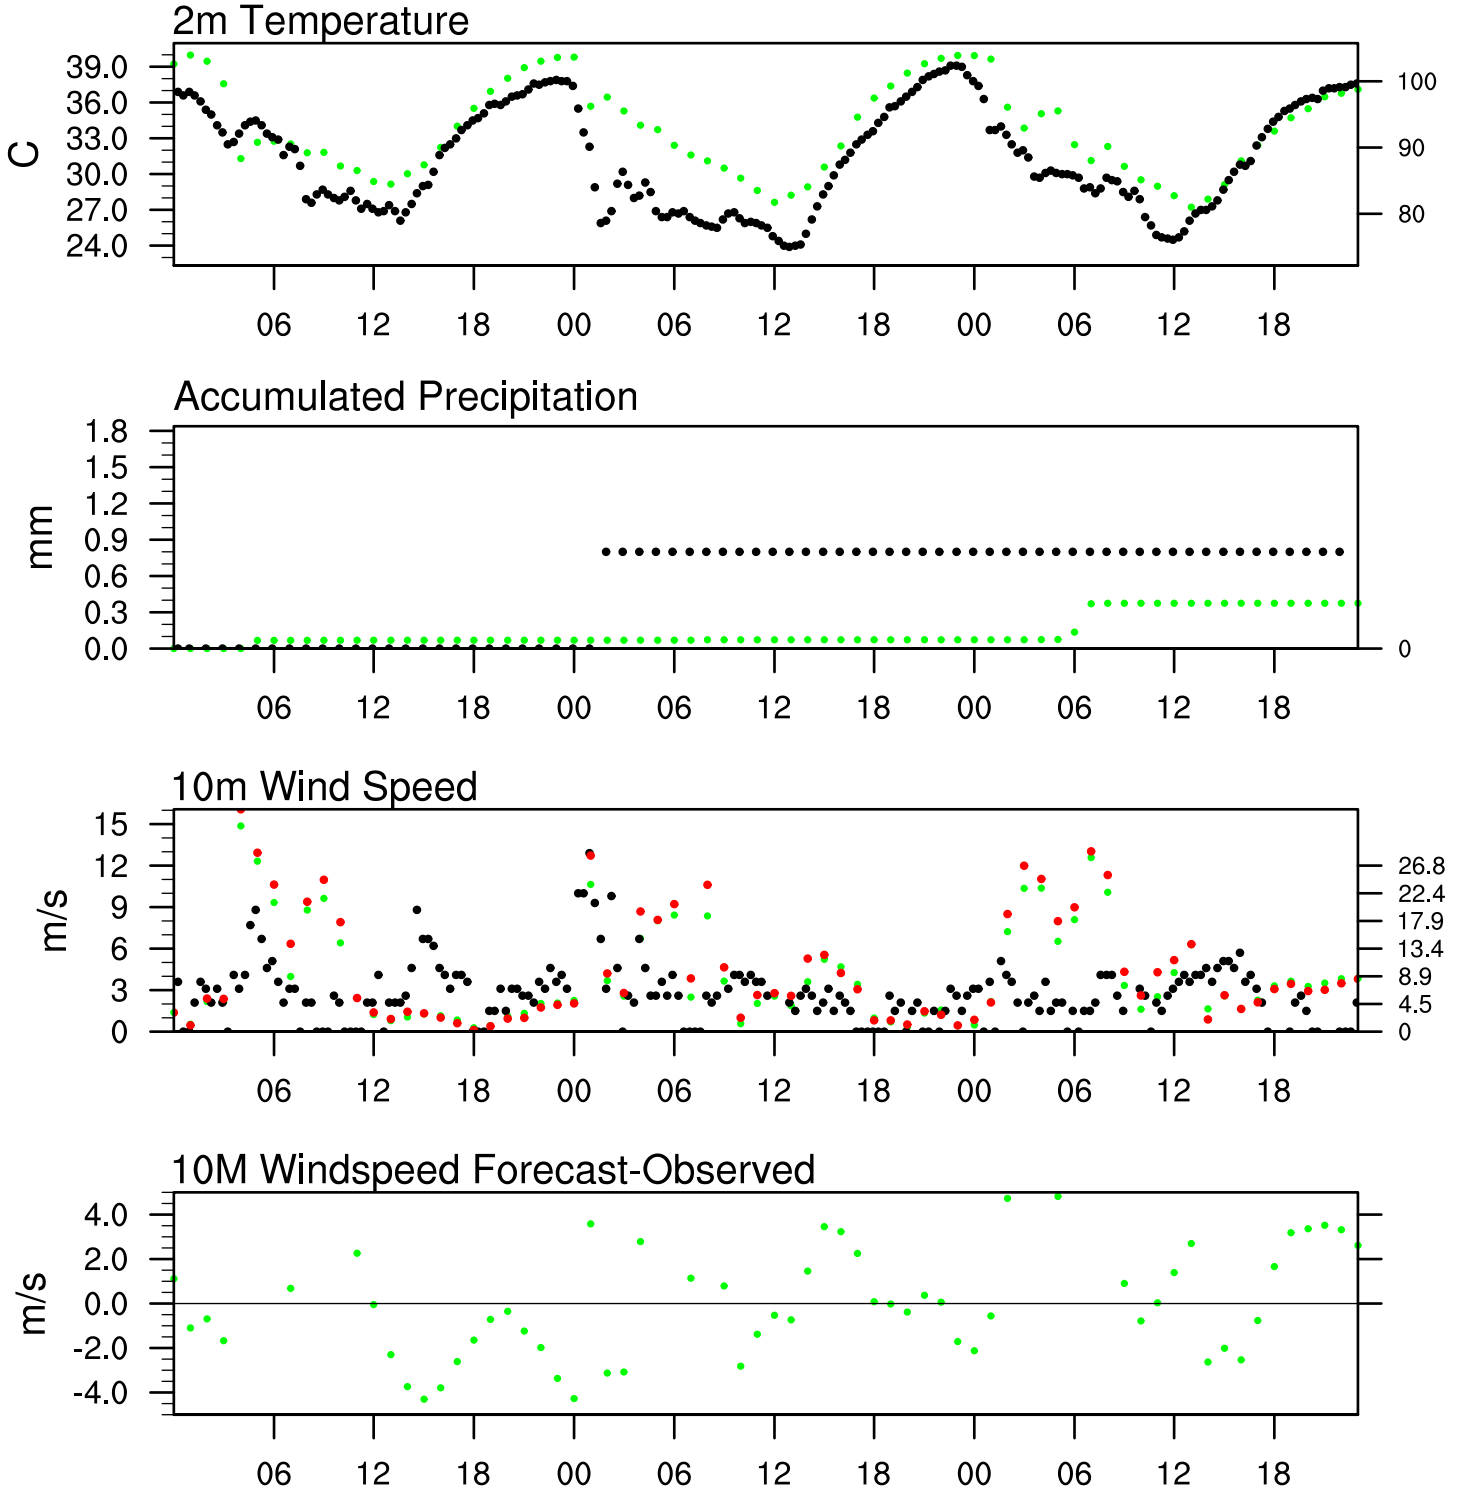 2m Temperature
C
39.0
36.0
33.0
30.0
27.0
24.0
100
90
80
06 12 18 00 06 12 18 00 06 12 18
Accumulated Precipitation
mm
1.8
1.5
1.2
0.9
0.6
0.3
0.0
0
06 12 18 00 06 12 18 00 06 12 18
10m Wind Speed
m/s
15
12
9
6
3
0
26.8
22.4
17.9
13.4
8.9
4.5
0
06 12 18 00 06 12 18 00 06 12 18
10M Windspeed Forecast-Observed
m/s
4.0
2.0
0.0
-2.0
-4.0
06 12 18 00 06 12 18 00 06 12 18